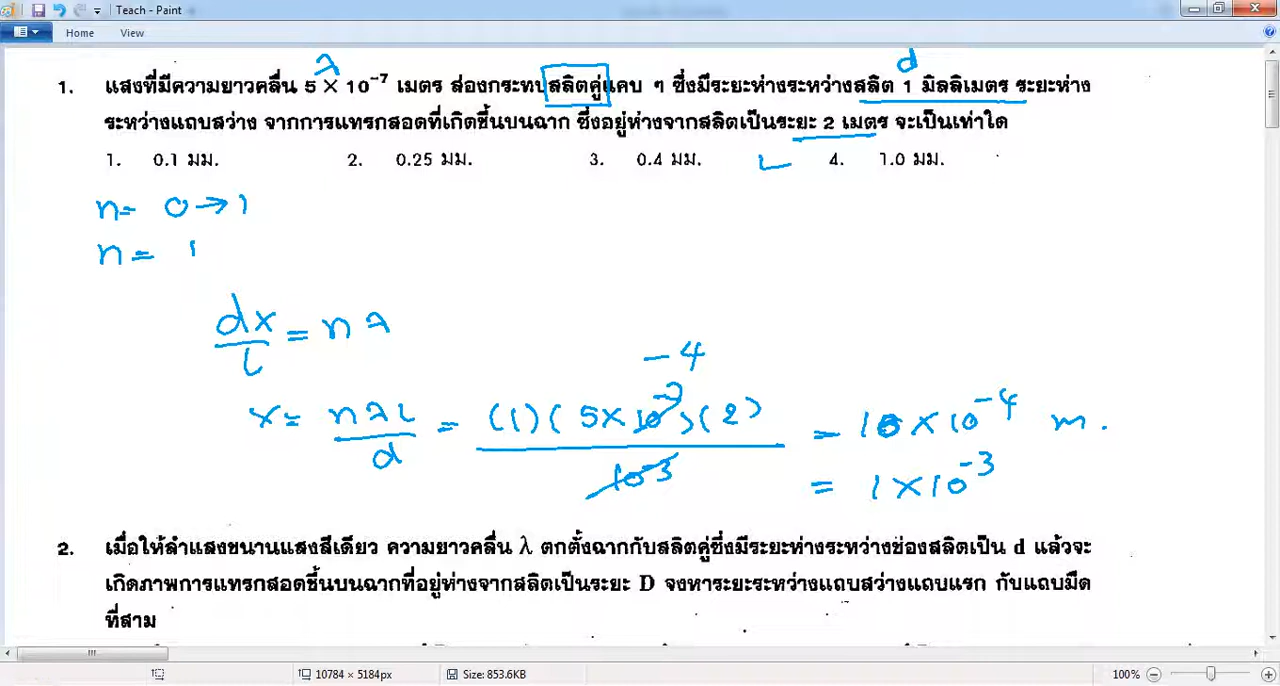 Teach - Paint
Home View
λ d
1. แสงที่มีความยาวคลื่น 5 × 10⁻⁷ เมตร ส่องกระทบสลิตคู่แคบ ๆ ซึ่งมีระยะห่างระหว่างสลิต 1 มิลลิเมตร ระยะห่าง
ระหว่างแถบสว่าง จากการแทรกสอดที่เกิดขึ้นบนฉาก ซึ่งอยู่ห่างจากสลิตเป็นระยะ 2 เมตร จะเป็นเท่าใด
1. 0.1 มม. 2. 0.25 มม. 3. 0.4 มม. L 4. 1.0 มม.
n= 0→1
n= 1
dx/L = nλ
-4
x= nλL/d = (1)(5×10⁻⁷)(2)/10⁻³ = 10×10⁻⁴ m.
= 1×10⁻³
2. เมื่อให้ลำแสงขนานแสงสีเดียว ความยาวคลื่น λ ตกตั้งฉากกับสลิตคู่ซึ่งมีระยะห่างระหว่างช่องสลิตเป็น d แล้วจะ
เกิดภาพการแทรกสอดขึ้นบนฉากที่อยู่ห่างจากสลิตเป็นระยะ D จงหาระยะระหว่างแถบสว่างแถบแรก กับแถบมืด
ที่สาม
10784 × 5184px Size: 853.6KB 100%